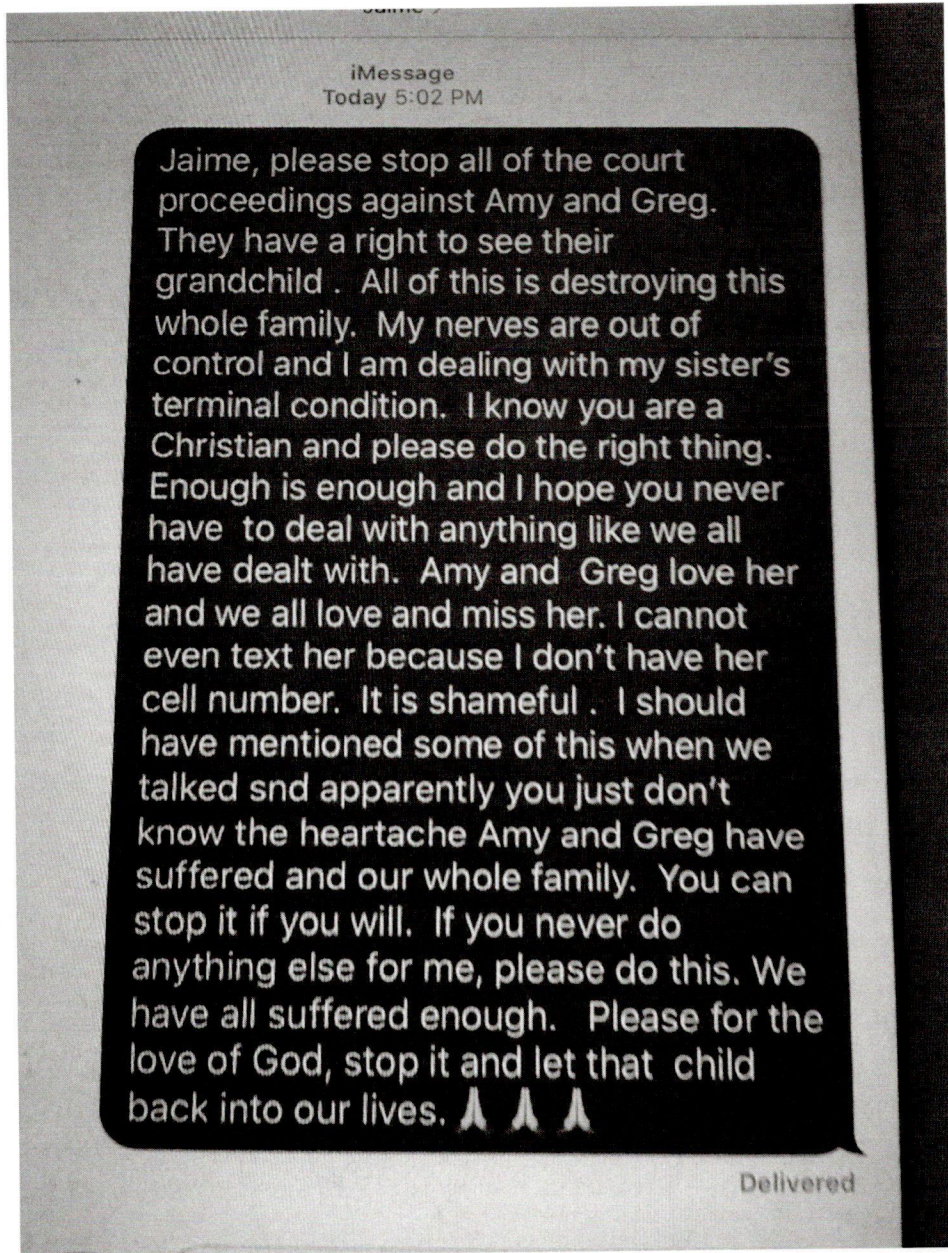 iMessage
Today 5:02 PM
Jaime, please stop all of the court
proceedings against Amy and Greg.
They have a right to see their
grandchild .  All of this is destroying this
whole family.  My nerves are out of
control and I am dealing with my sister's
terminal condition.  I know you are a
Christian and please do the right thing.
Enough is enough and I hope you never
have  to deal with anything like we all
have dealt with.  Amy and  Greg love her
and we all love and miss her. I cannot
even text her because I don't have her
cell number.  It is shameful .  I should
have mentioned some of this when we
talked snd apparently you just don't
know the heartache Amy and Greg have
suffered and our whole family.  You can
stop it if you will.  If you never do
anything else for me, please do this. We
have all suffered enough.   Please for the
love of God, stop it and let that  child
back into our lives. 🙏🙏🙏
Delivered